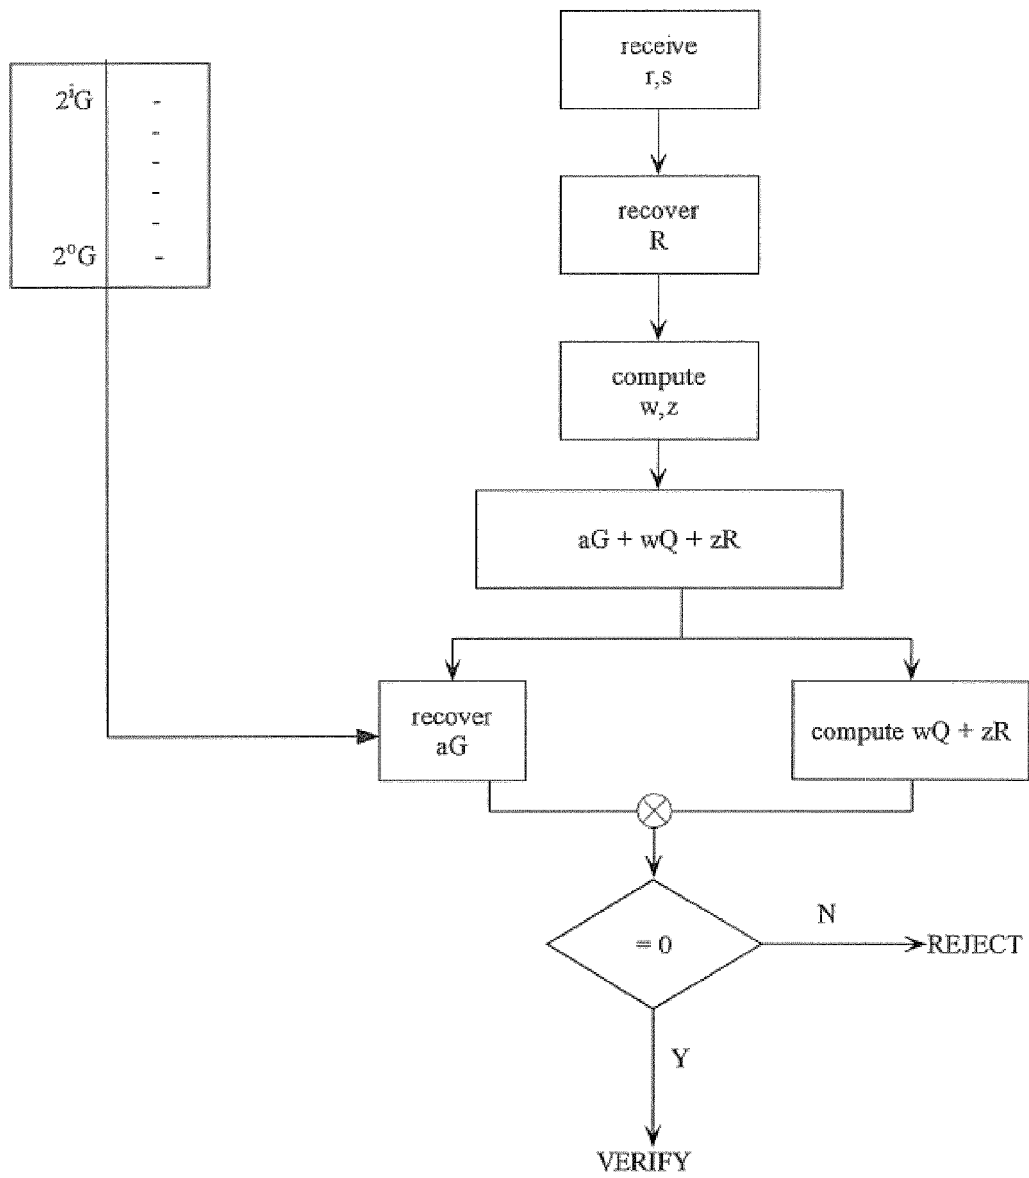 receive
r,s
2ⁱG -
-
-
-
-
2⁰G -
recover
R
compute
w,z
aG + wQ + zR
recover
aG
compute wQ + zR
= 0
N
REJECT
Y
VERIFY